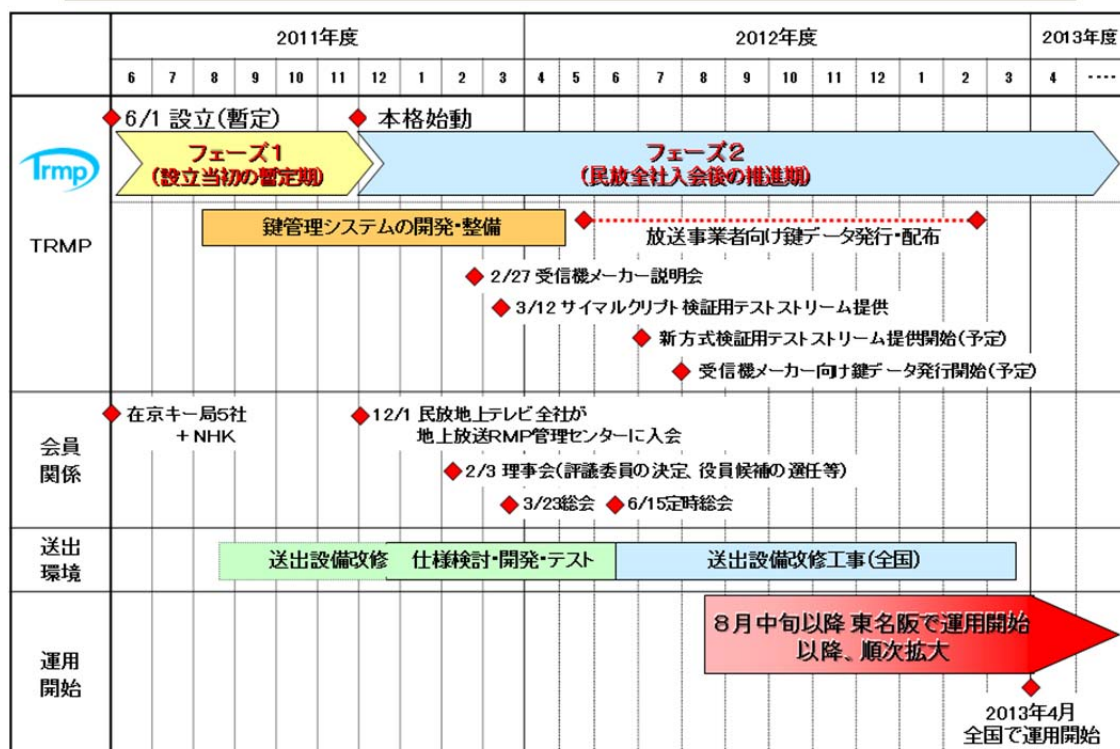 2011年度
2012年度
2013年度
6 7 8 9 10 11 12 1 2 3 4 5 6 7 8 9 10 11 12 1 2 3 4 ････
6/1 設立(暫定)
本格始動
Trmp
フェーズ1
(設立当初の暫定期)
フェーズ2
(民放全社入会後の推進期)
TRMP
鍵管理システムの開発・整備
放送事業者向け鍵データ発行・配布
2/27 受信機メーカー説明会
3/12 サイマルクリプト検証用テストストリーム提供
新方式検証用テストストリーム提供開始(予定)
受信機メーカー向け鍵データ発行開始(予定)
会員
関係
在京キー局5社
+NHK
12/1 民放地上テレビ全社が
地上放送RMP管理センターに入会
2/3 理事会(評議委員の決定、役員候補の選任等)
3/23総会
6/15定時総会
送出
環境
送出設備改修 仕様検討・開発・テスト
送出設備改修工事(全国)
運用
開始
8月中旬以降 東名阪で運用開始
以降、順次拡大
2013年4月
全国で運用開始